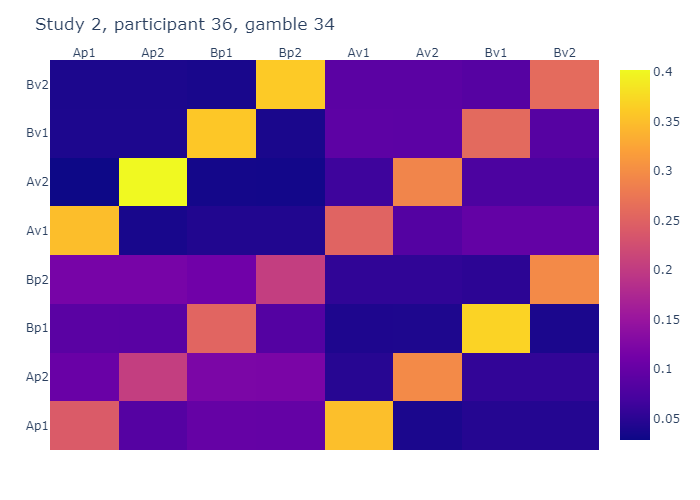 Study 2, participant 36, gamble 34
Ap1 Ap2 Bp1 Bp2 Av1 Av2 Bv1 Bv2
Bv2
Bv1
Av2
Av1
Bp2
Bp1
Ap2
Ap1
0.4
0.35
0.3
0.25
0.2
0.15
0.1
0.05